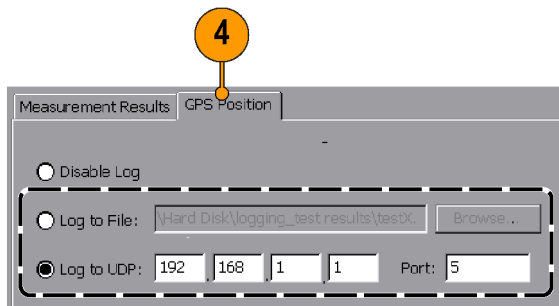 4
Measurement Results GPS Position
-
Disable Log
Log to File: \Hard Disk\logging_test results\testX. Browse...
Log to UDP: 192 . 168 . 1 . 1 Port: 5